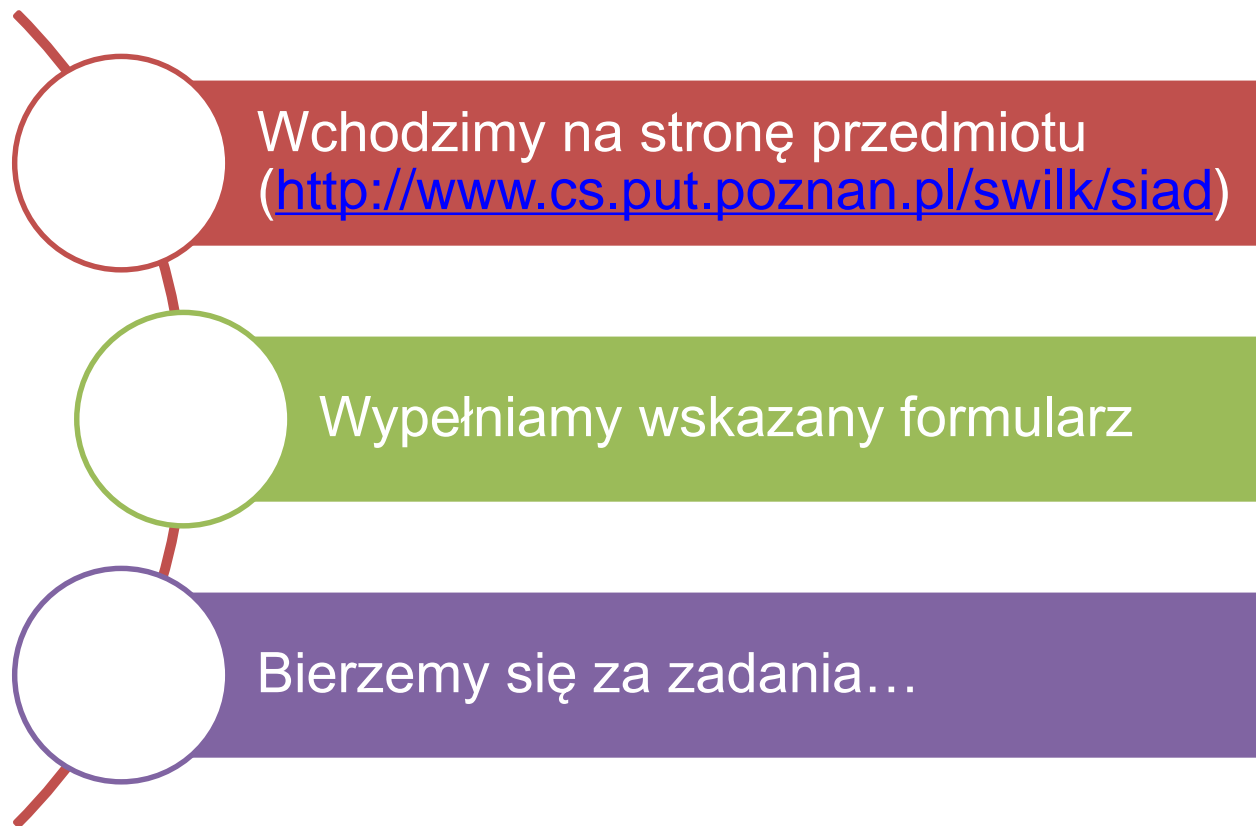 Wchodzimy na stronę przedmiotu
(http://www.cs.put.poznan.pl/swilk/siad)
Wypełniamy wskazany formularz
Bierzemy się za zadania…